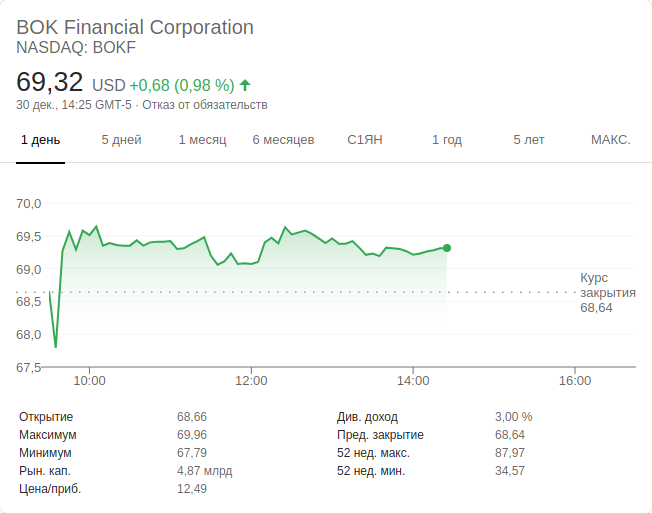 BOK Financial Corporation
NASDAQ: BOKF
69,32 USD +0,68 (0,98 %)
30 дек., 14:25 GMT-5 · Отказ от обязательств
1 день 5 дней 1 месяц 6 месяцев С1ЯН 1 год 5 лет МАКС.
70,0
69,5
69,0
68,5
68,0
67,5
Курс
закрытия
68,64
10:00 12:00 14:00 16:00
Открытие 68,66 Див. доход 3,00 %
Максимум 69,96 Пред. закрытие 68,64
Минимум 67,79 52 нед. макс. 87,97
Рын. кап. 4,87 млрд 52 нед. мин. 34,57
Цена/приб. 12,49